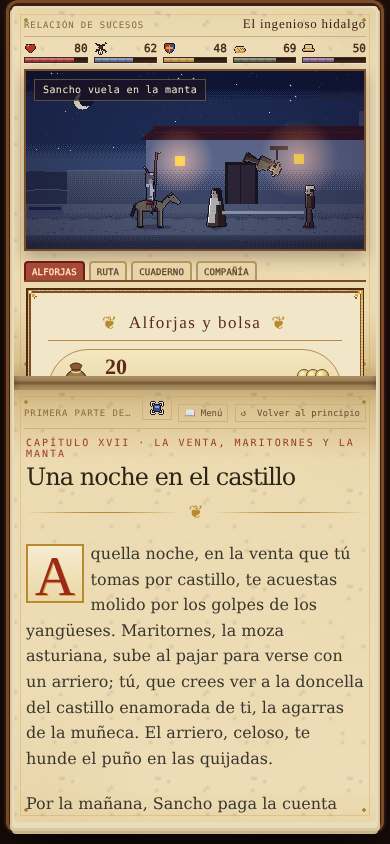 RELACIÓN DE SUCESOS
El ingenioso hidalgo
80
62
48
69
50
Sancho vuela en la manta
ALFORJAS
RUTA
CUADERNO
COMPAÑÍA
Alforjas y bolsa
20
PRIMERA PARTE DE…
Menú
↺ Volver al principio
CAPÍTULO XVII · LA VENTA, MARITORNES Y LA
MANTA
Una noche en el castillo
Aquella noche, en la venta que tú
tomas por castillo, te acuestas
molido por los golpes de los
yangüeses. Maritornes, la moza
asturiana, sube al pajar para verse con
un arriero; tú, que crees ver a la doncella
del castillo enamorada de ti, la agarras
de la muñeca. El arriero, celoso, te
hunde el puño en las quijadas.
Por la mañana, Sancho paga la cuenta